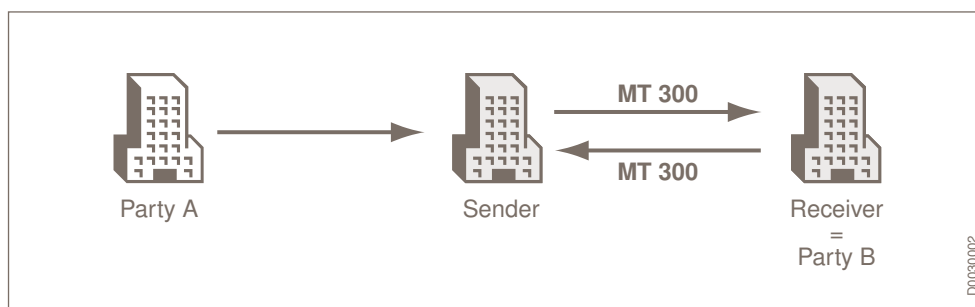 MT 300
MT 300
Party A
Sender
Receiver
=
Party B
D0030002